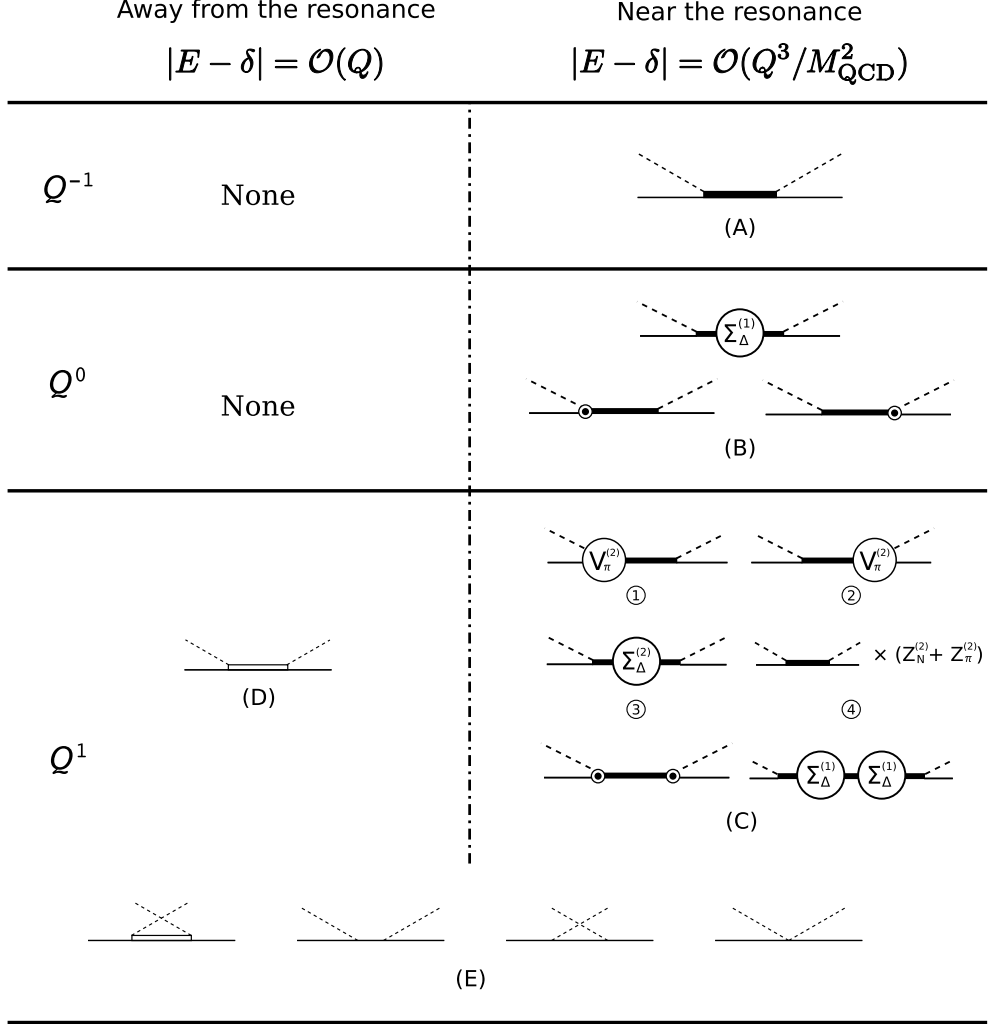 Away from the resonance Near the resonance
|E − δ| = 𝒪(Q) |E − δ| = 𝒪(Q³/M²_QCD)
Q⁻¹ None
(A)
Σ_Δ^(1)
Q⁰ None
(B)
V_π^(2) V_π^(2)
① ②
Σ_Δ^(2) × (Z_N^(2) + Z_π^(2))
(D)
③ ④
Q¹
Σ_Δ^(1) Σ_Δ^(1)
(C)
(E)